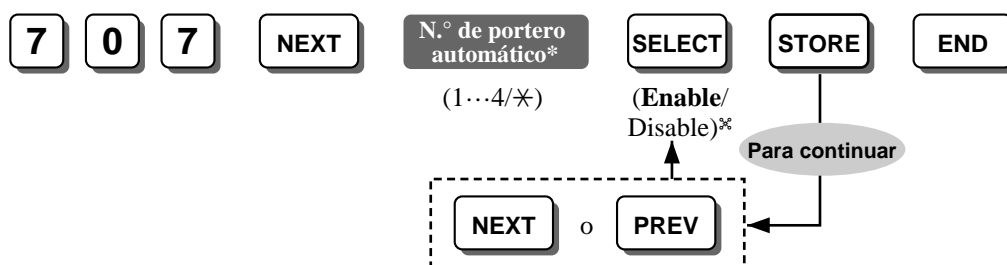 7 0 7 NEXT N.° de portero automático* SELECT STORE END
(1···4/✳) (Enable/
Disable)⌘
Para continuar
NEXT o PREV